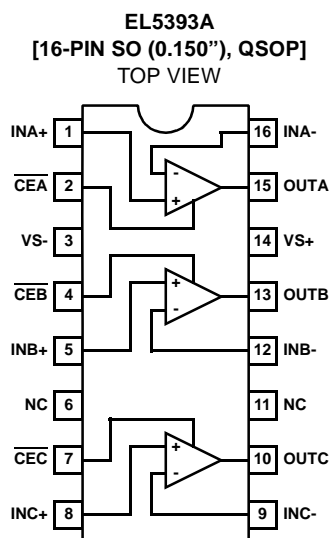 EL5393A
[16-PIN SO (0.150”), QSOP]
TOP VIEW
INA+ 1 16 INA-
CEA 2 - + 15 OUTA
VS- 3 14 VS+
CEB 4 + - 13 OUTB
INB+ 5 12 INB-
NC 6 11 NC
CEC 7 + - 10 OUTC
INC+ 8 9 INC-